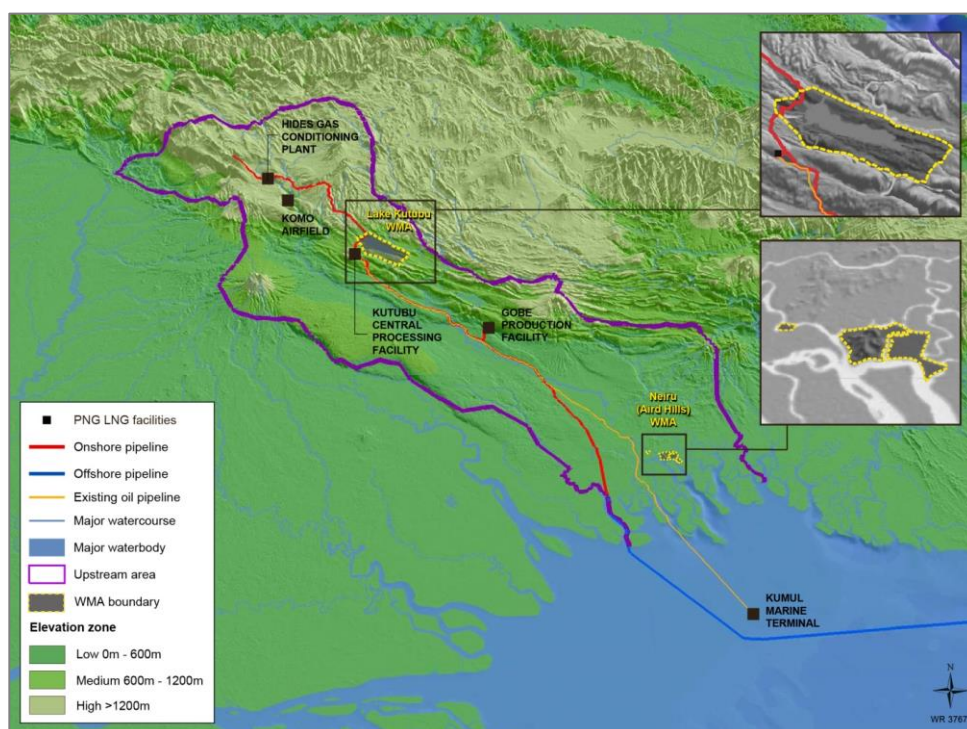 HIDES GAS
CONDITIONING
PLANT
KOMO
AIRFIELD
Lake Kutubu
WMA
KUTUBU
CENTRAL
PROCESSING
FACILITY
GOBE
PRODUCTION
FACILITY
Neiru
(Aird Hills)
WMA
KUMUL
MARINE
TERMINAL
PNG LNG facilities
Onshore pipeline
Offshore pipeline
Existing oil pipeline
Major watercourse
Major waterbody
Upstream area
WMA boundary
Elevation zone
Low 0m - 600m
Medium 600m - 1200m
High >1200m
N
WR 3767